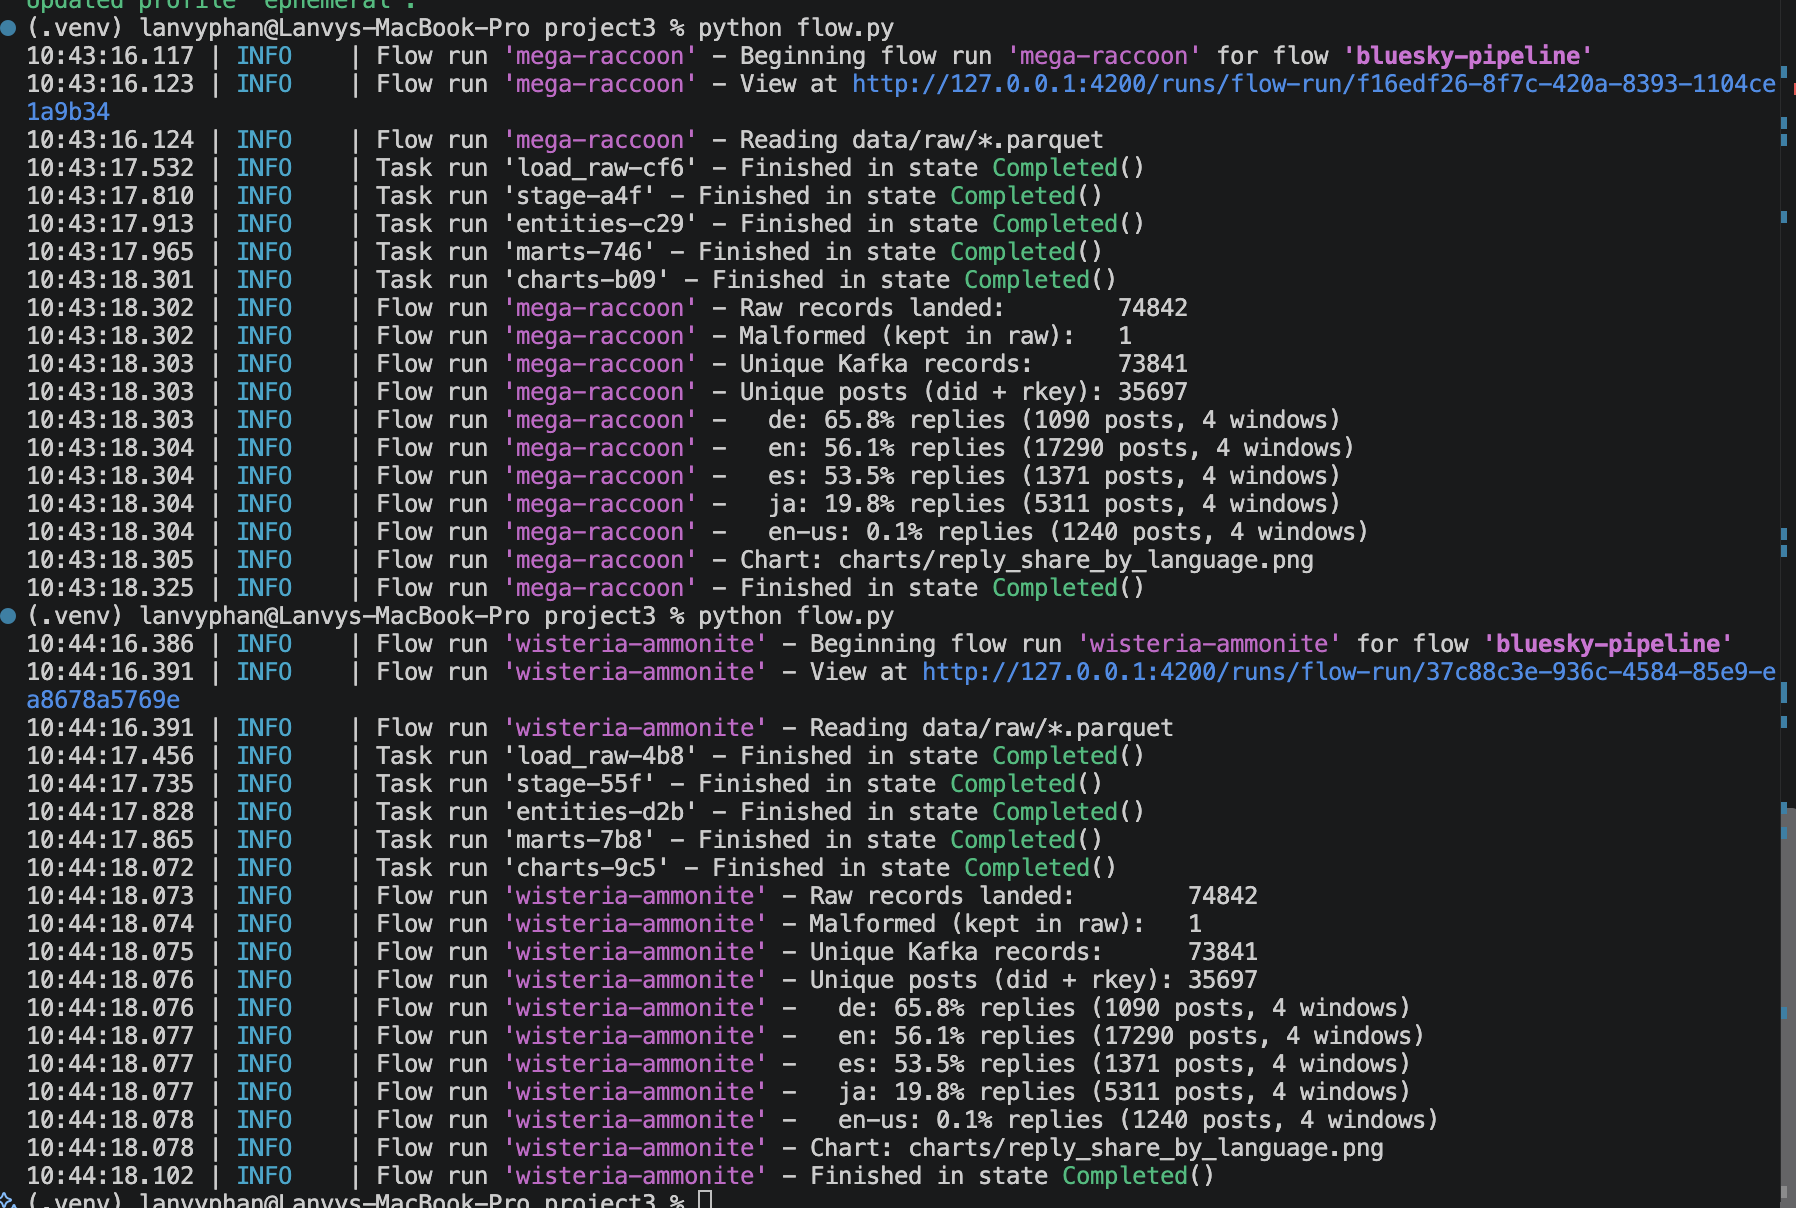 Updated profile 'ephemeral'.
(.venv) lanvyphan@Lanvys-MacBook-Pro project3 % python flow.py
10:43:16.117 | INFO    | Flow run 'mega-raccoon' - Beginning flow run 'mega-raccoon' for flow 'bluesky-pipeline'
10:43:16.123 | INFO    | Flow run 'mega-raccoon' - View at http://127.0.0.1:4200/runs/flow-run/f16edf26-8f7c-420a-8393-1104ce
1a9b34
10:43:16.124 | INFO    | Flow run 'mega-raccoon' - Reading data/raw/*.parquet
10:43:17.532 | INFO    | Task run 'load_raw-cf6' - Finished in state Completed()
10:43:17.810 | INFO    | Task run 'stage-a4f' - Finished in state Completed()
10:43:17.913 | INFO    | Task run 'entities-c29' - Finished in state Completed()
10:43:17.965 | INFO    | Task run 'marts-746' - Finished in state Completed()
10:43:18.301 | INFO    | Task run 'charts-b09' - Finished in state Completed()
10:43:18.302 | INFO    | Flow run 'mega-raccoon' - Raw records landed:        74842
10:43:18.302 | INFO    | Flow run 'mega-raccoon' - Malformed (kept in raw):   1
10:43:18.303 | INFO    | Flow run 'mega-raccoon' - Unique Kafka records:      73841
10:43:18.303 | INFO    | Flow run 'mega-raccoon' - Unique posts (did + rkey): 35697
10:43:18.303 | INFO    | Flow run 'mega-raccoon' -   de: 65.8% replies (1090 posts, 4 windows)
10:43:18.304 | INFO    | Flow run 'mega-raccoon' -   en: 56.1% replies (17290 posts, 4 windows)
10:43:18.304 | INFO    | Flow run 'mega-raccoon' -   es: 53.5% replies (1371 posts, 4 windows)
10:43:18.304 | INFO    | Flow run 'mega-raccoon' -   ja: 19.8% replies (5311 posts, 4 windows)
10:43:18.304 | INFO    | Flow run 'mega-raccoon' -   en-us: 0.1% replies (1240 posts, 4 windows)
10:43:18.305 | INFO    | Flow run 'mega-raccoon' - Chart: charts/reply_share_by_language.png
10:43:18.325 | INFO    | Flow run 'mega-raccoon' - Finished in state Completed()
(.venv) lanvyphan@Lanvys-MacBook-Pro project3 % python flow.py
10:44:16.386 | INFO    | Flow run 'wisteria-ammonite' - Beginning flow run 'wisteria-ammonite' for flow 'bluesky-pipeline'
10:44:16.391 | INFO    | Flow run 'wisteria-ammonite' - View at http://127.0.0.1:4200/runs/flow-run/37c88c3e-936c-4584-85e9-e
a8678a5769e
10:44:16.391 | INFO    | Flow run 'wisteria-ammonite' - Reading data/raw/*.parquet
10:44:17.456 | INFO    | Task run 'load_raw-4b8' - Finished in state Completed()
10:44:17.735 | INFO    | Task run 'stage-55f' - Finished in state Completed()
10:44:17.828 | INFO    | Task run 'entities-d2b' - Finished in state Completed()
10:44:17.865 | INFO    | Task run 'marts-7b8' - Finished in state Completed()
10:44:18.072 | INFO    | Task run 'charts-9c5' - Finished in state Completed()
10:44:18.073 | INFO    | Flow run 'wisteria-ammonite' - Raw records landed:        74842
10:44:18.074 | INFO    | Flow run 'wisteria-ammonite' - Malformed (kept in raw):   1
10:44:18.075 | INFO    | Flow run 'wisteria-ammonite' - Unique Kafka records:      73841
10:44:18.076 | INFO    | Flow run 'wisteria-ammonite' - Unique posts (did + rkey): 35697
10:44:18.076 | INFO    | Flow run 'wisteria-ammonite' -   de: 65.8% replies (1090 posts, 4 windows)
10:44:18.077 | INFO    | Flow run 'wisteria-ammonite' -   en: 56.1% replies (17290 posts, 4 windows)
10:44:18.077 | INFO    | Flow run 'wisteria-ammonite' -   es: 53.5% replies (1371 posts, 4 windows)
10:44:18.077 | INFO    | Flow run 'wisteria-ammonite' -   ja: 19.8% replies (5311 posts, 4 windows)
10:44:18.078 | INFO    | Flow run 'wisteria-ammonite' -   en-us: 0.1% replies (1240 posts, 4 windows)
10:44:18.078 | INFO    | Flow run 'wisteria-ammonite' - Chart: charts/reply_share_by_language.png
10:44:18.102 | INFO    | Flow run 'wisteria-ammonite' - Finished in state Completed()
(.venv) lanvyphan@Lanvys-MacBook-Pro project3 %